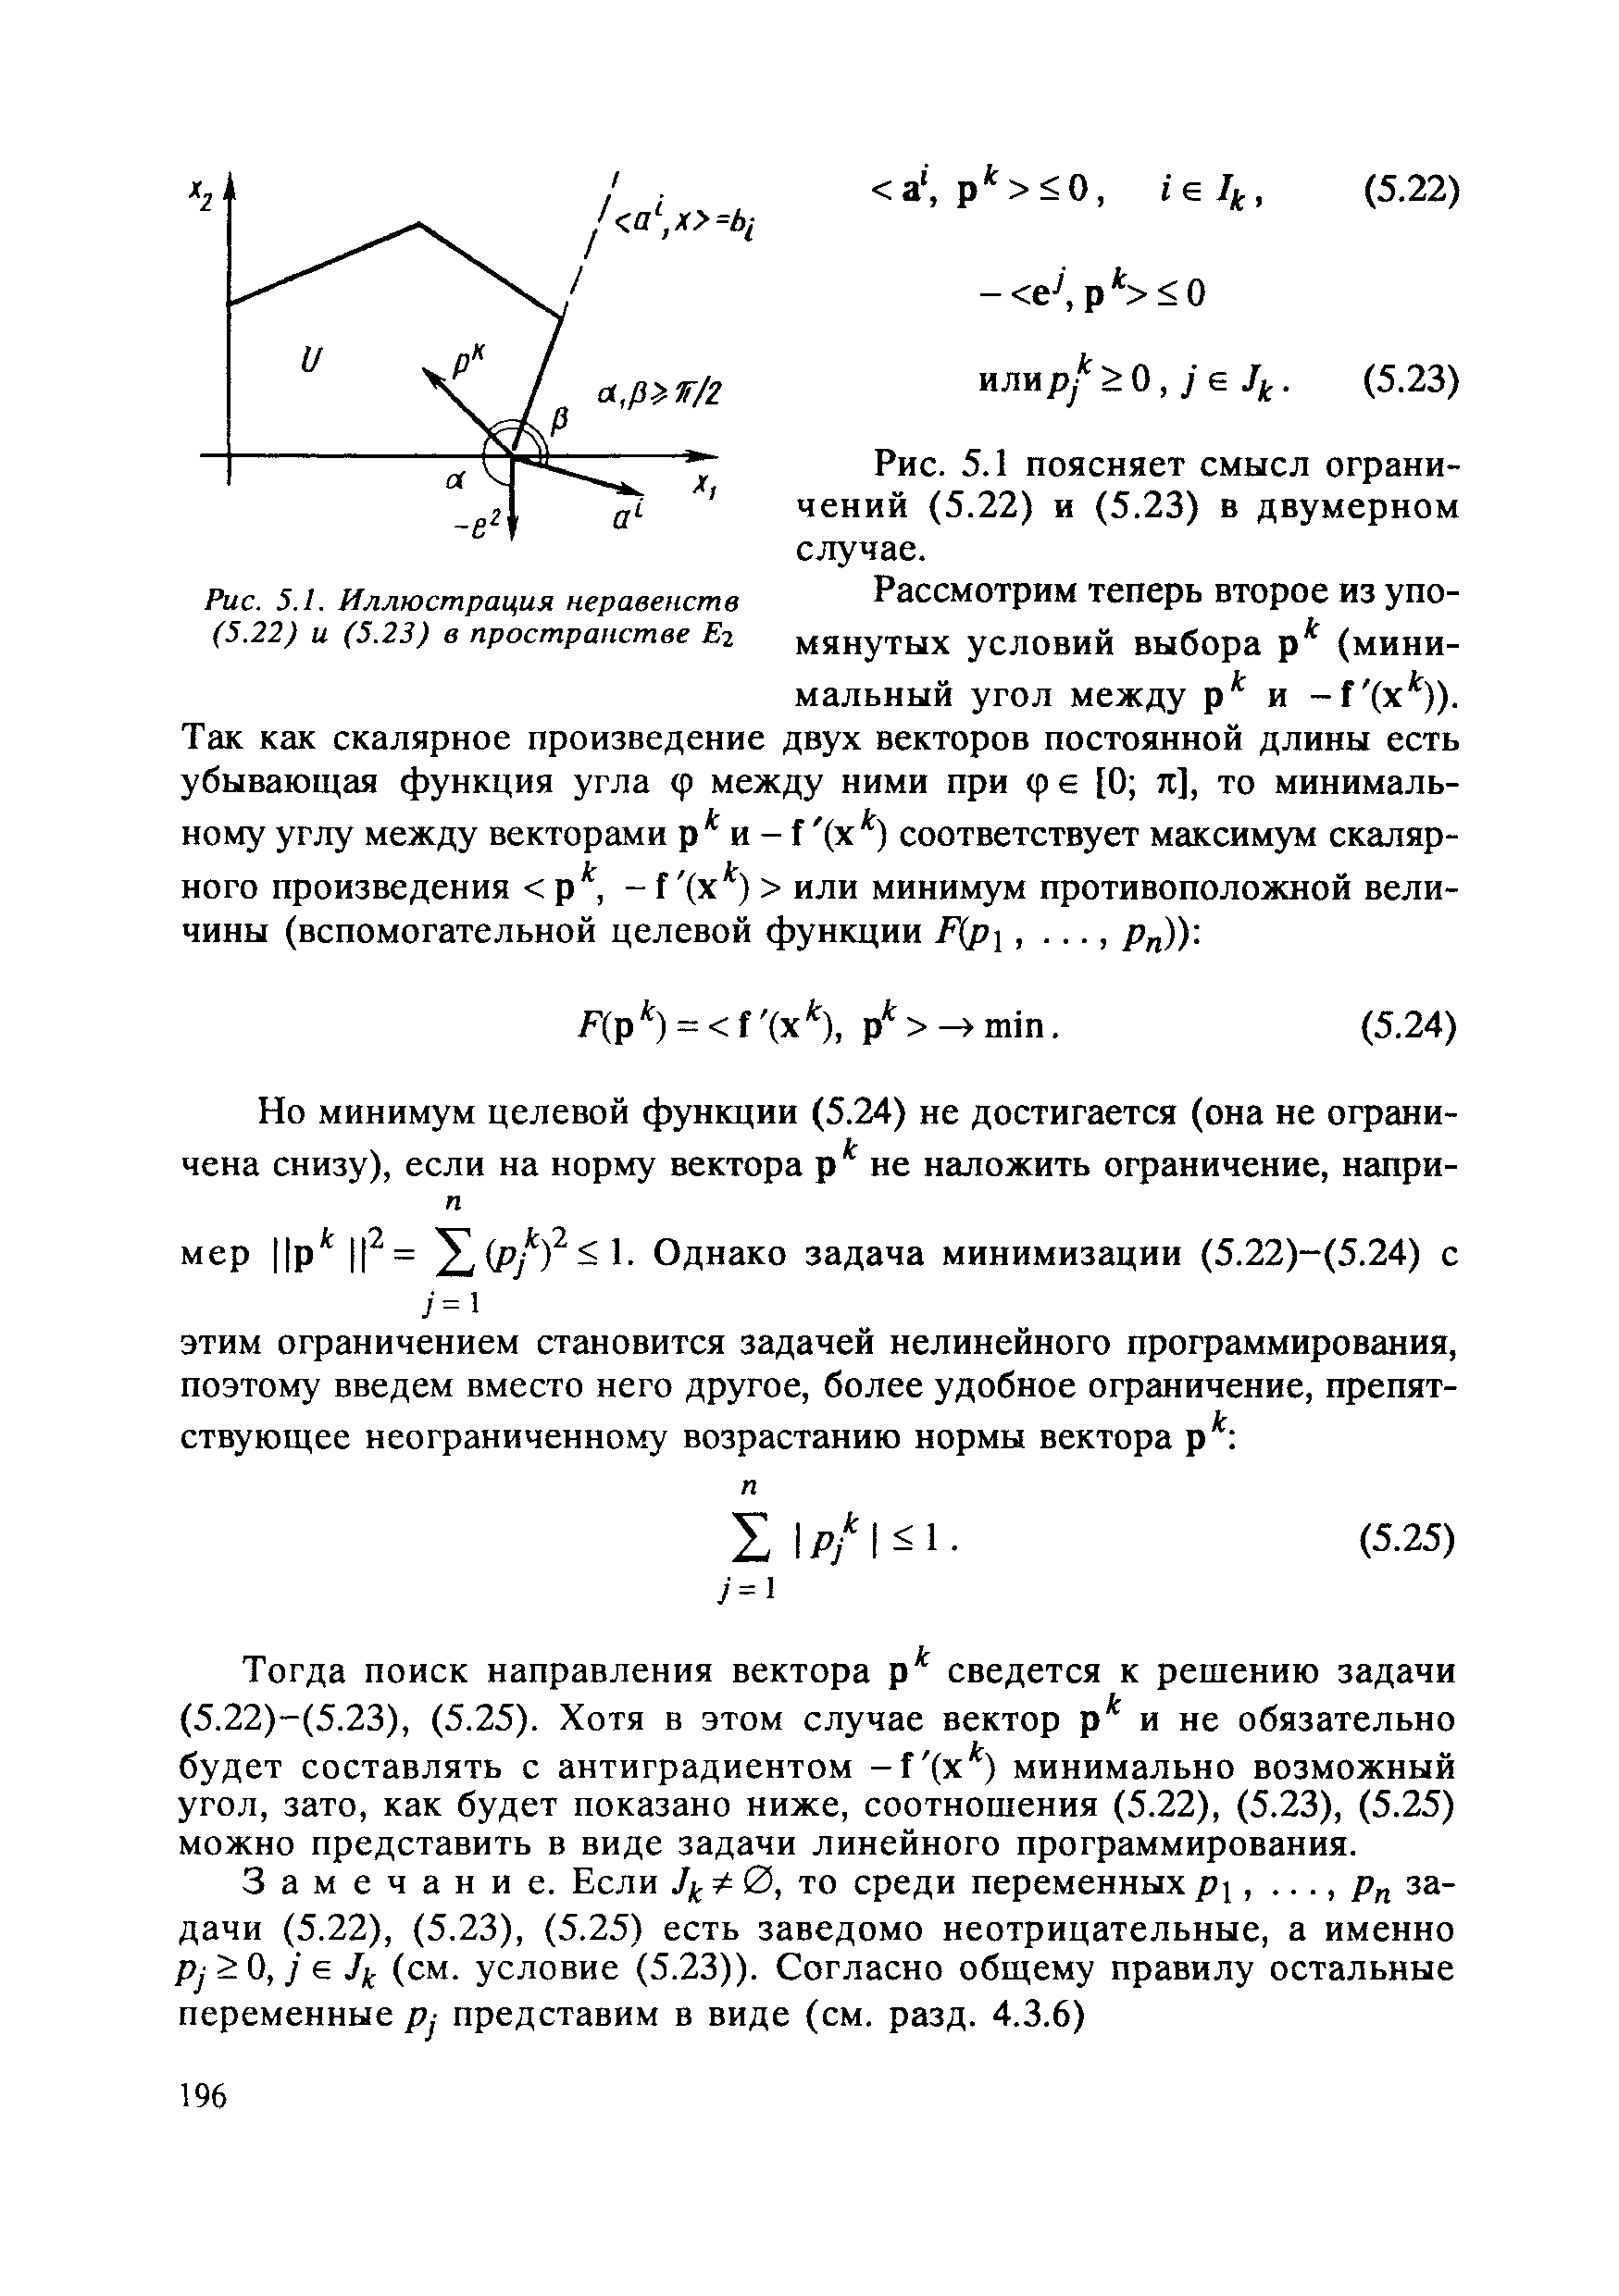 x₂
<aⁱ,x>=bᵢ
U
pᵏ
α,β⩾π/2
β
α
x₁
-e²
aⁱ
Рис. 5.1. Иллюстрация неравенств
(5.22) и (5.23) в пространстве E₂
<aⁱ, pᵏ> ≤ 0, i ∈ Iₖ, (5.22)
– <eʲ, pᵏ> ≤ 0
или pⱼᵏ ≥ 0, j ∈ Jₖ. (5.23)
Рис. 5.1 поясняет смысл ограни-
чений (5.22) и (5.23) в двумерном
случае.
Рассмотрим теперь второе из упо-
мянутых условий выбора pᵏ (мини-
мальный угол между pᵏ и – f ′(xᵏ)).
Так как скалярное произведение двух векторов постоянной длины есть
убывающая функция угла φ между ними при φ ∈ [0; π], то минималь-
ному углу между векторами pᵏ и – f ′(xᵏ) соответствует максимум скаляр-
ного произведения < pᵏ, – f ′(xᵏ) > или минимум противоположной вели-
чины (вспомогательной целевой функции F(p₁, ..., pₙ)):
F(pᵏ) = < f ′(xᵏ), pᵏ > → min. (5.24)
Но минимум целевой функции (5.24) не достигается (она не ограни-
чена снизу), если на норму вектора pᵏ не наложить ограничение, напри-
n
мер ||pᵏ||² = ∑ (pⱼᵏ)² ≤ 1. Однако задача минимизации (5.22)–(5.24) с
j = 1
этим ограничением становится задачей нелинейного программирования,
поэтому введем вместо него другое, более удобное ограничение, препят-
ствующее неограниченному возрастанию нормы вектора pᵏ:
n
∑ | pⱼᵏ | ≤ 1. (5.25)
j = 1
Тогда поиск направления вектора pᵏ сведется к решению задачи
(5.22)–(5.23), (5.25). Хотя в этом случае вектор pᵏ и не обязательно
будет составлять с антиградиентом – f ′(xᵏ) минимально возможный
угол, зато, как будет показано ниже, соотношения (5.22), (5.23), (5.25)
можно представить в виде задачи линейного программирования.
З а м е ч а н и е. Если Jₖ ≠ ∅, то среди переменных p₁, ..., pₙ за-
дачи (5.22), (5.23), (5.25) есть заведомо неотрицательные, а именно
pⱼ ≥ 0, j ∈ Jₖ (см. условие (5.23)). Согласно общему правилу остальные
переменные pⱼ представим в виде (см. разд. 4.3.6)
196